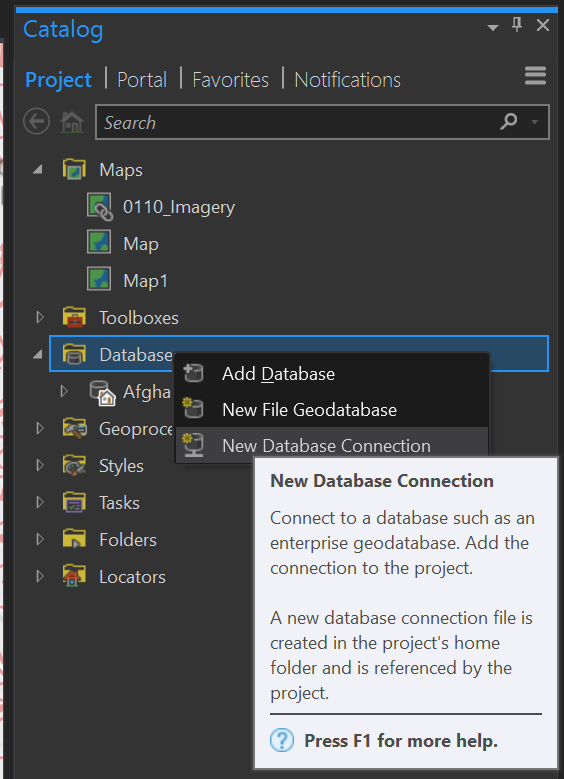 Catalog
Project | Portal | Favorites | Notifications
Search
Maps
0110_Imagery
Map
Map1
Toolboxes
Database
Add Database
Afgha
New File Geodatabase
Geoproce
New Database Connection
Styles
New Database Connection
Tasks
Connect to a database such as an
Folders
enterprise geodatabase. Add the
Locators
connection to the project.
A new database connection file is
created in the project's home
folder and is referenced by the
project.
Press F1 for more help.